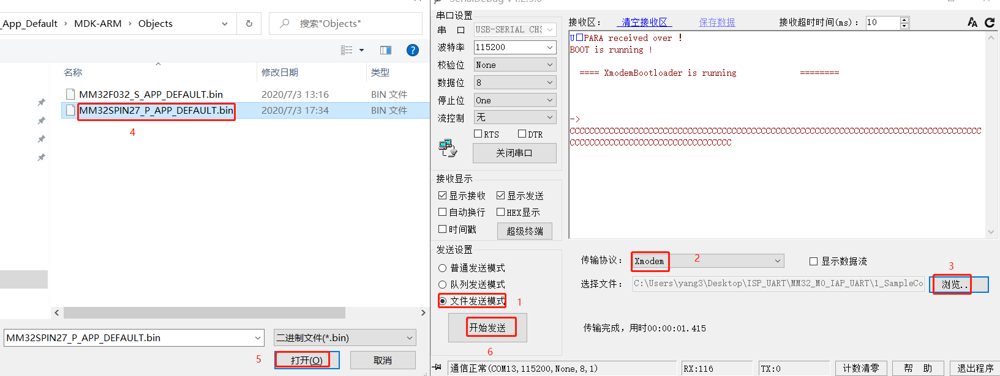 _App_Default › MDK-ARM › Objects
搜索"Objects"
名称 修改日期 类型
MM32F032_S_APP_DEFAULT.bin 2020/7/3 13:16 BIN 文件
MM32SPIN27_P_APP_DEFAULT.bin 2020/7/3 17:34 BIN 文件
4
MM32SPIN27_P_APP_DEFAULT.bin
二进制文件(*.bin)
5
打开(O)
取消
串口设置
串 口 USB-SERIAL CH
波特率 115200
校验位 None
数据位 8
停止位 One
流控制 无
RTS DTR
关闭串口
接收显示
显示接收 显示发送
自动换行 HEX显示
时间戳 超级终端
发送设置
普通发送模式
队列发送模式
文件发送模式 1
开始发送
6
接收区： 清空接收区 保存数据 接收超时时间(ms)： 10
PARA received over !
BOOT is running !
==== XmodemBootloader is running ========
->
传输协议： Xmodem 2 显示数据流
3
选择文件： C:\Users\yang3\Desktop\ISP_UART\MM32_M0_IAP_UART\1_SampleCo 浏览..
传输完成，用时00:00:01.415
通信正常(COM13,115200,None,8,1) RX:116 TX:0 计数清零 帮 助 退出程序